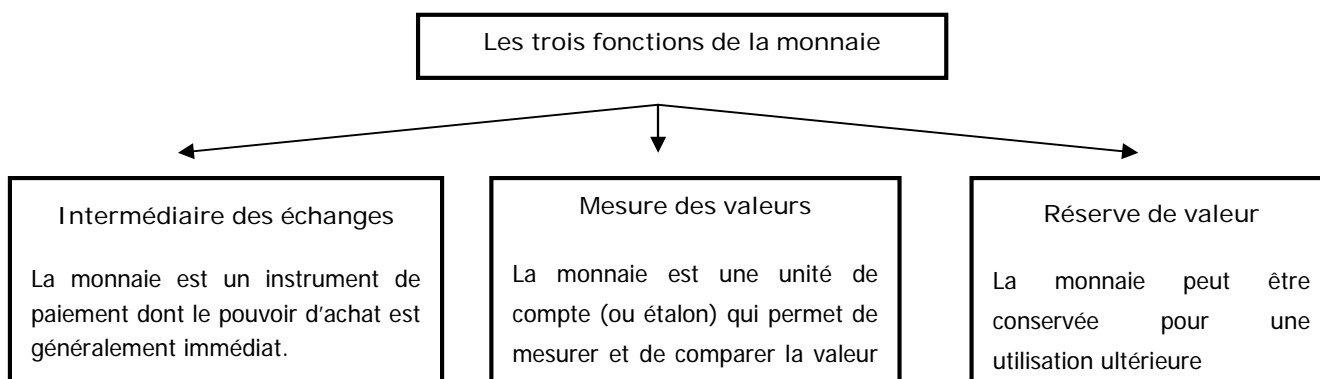 Les trois fonctions de la monnaie
Intermédiaire des échanges
La monnaie est un instrument de
paiement dont le pouvoir d'achat est
généralement immédiat.
Mesure des valeurs
La monnaie est une unité de
compte (ou étalon) qui permet de
mesurer et de comparer la valeur
Réserve de valeur
La monnaie peut être
conservée pour une
utilisation ultérieure